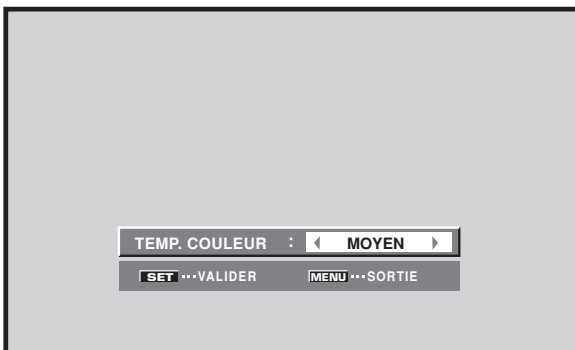 TEMP. COULEUR : MOYEN
SET ···VALIDER MENU ···SORTIE